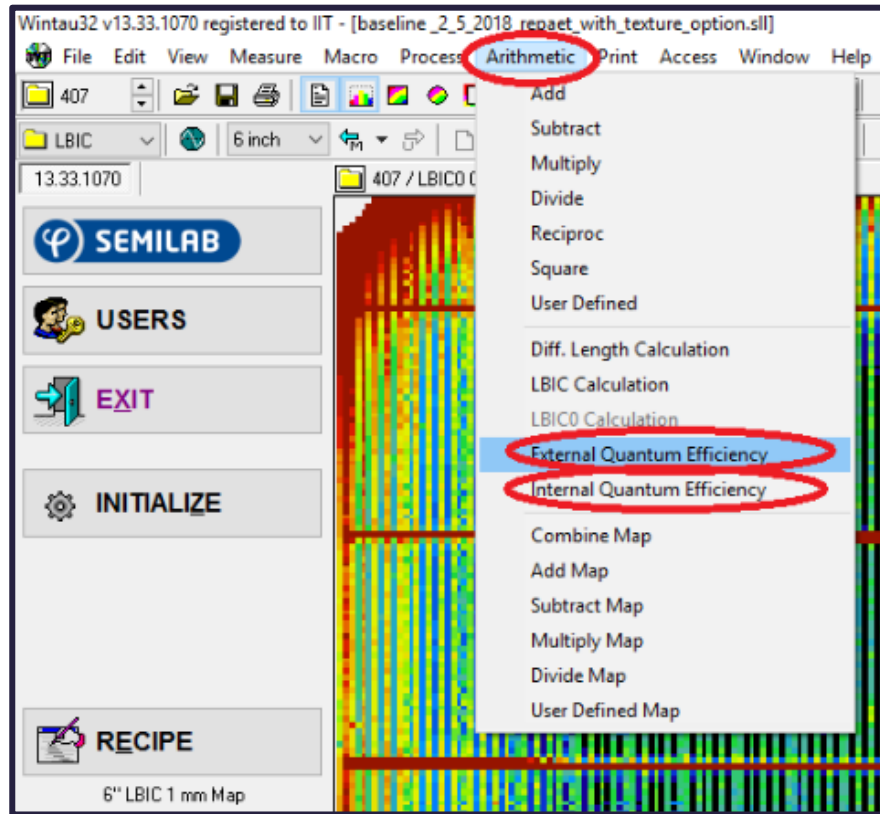 Wintau32 v13.33.1070 registered to IIT - [baseline _2_5_2018_repaet_with_texture_option.sll]
File Edit View Measure Macro Process Arithmetic Print Access Window Help
407
LBIC 6 inch
13.33.1070 407 / LBIC0
SEMILAB
USERS
EXIT
INITIALIZE
RECIPE
6" LBIC 1 mm Map
Add
Subtract
Multiply
Divide
Reciproc
Square
User Defined
Diff. Length Calculation
LBIC Calculation
LBIC0 Calculation
External Quantum Efficiency
Internal Quantum Efficiency
Combine Map
Add Map
Subtract Map
Multiply Map
Divide Map
User Defined Map